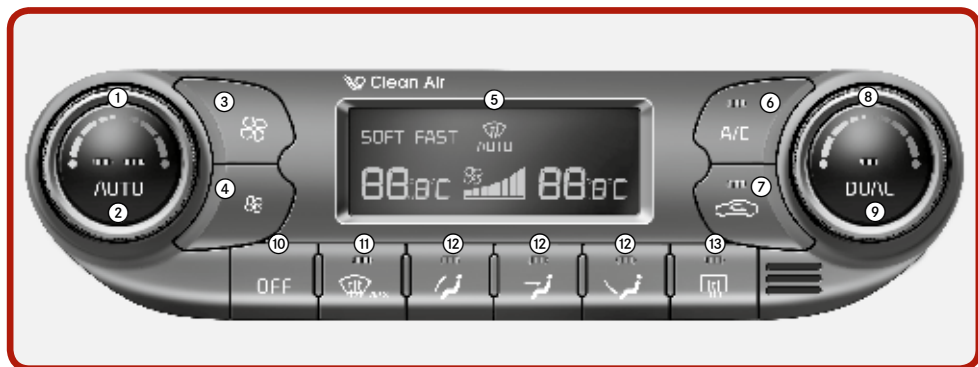 Clean Air
① ③ ⑤ ⑥ ⑧
SOFT FAST AUTO
A/C
④ ⑦
AUTO 88.8°C 88.8°C DUAL
② ⑨
⑩ ⑪ ⑫ ⑫ ⑫ ⑬
OFF MAX